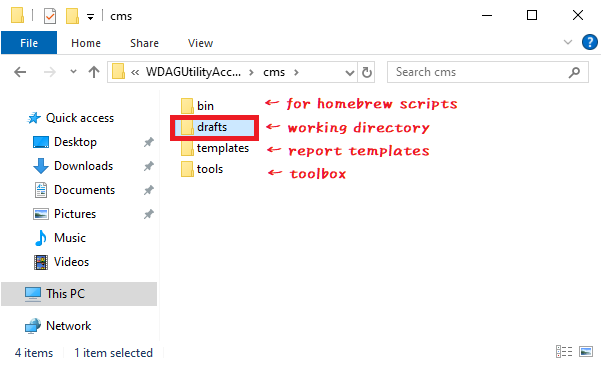 cms
File
Home
Share
View
« WDAGUtilityAcc... > cms >
Search cms
bin ← for homebrew scripts
Quick access
drafts ← working directory
Desktop
templates ← report templates
Downloads
tools ← toolbox
Documents
Pictures
Music
Videos
This PC
Network
4 items
1 item selected